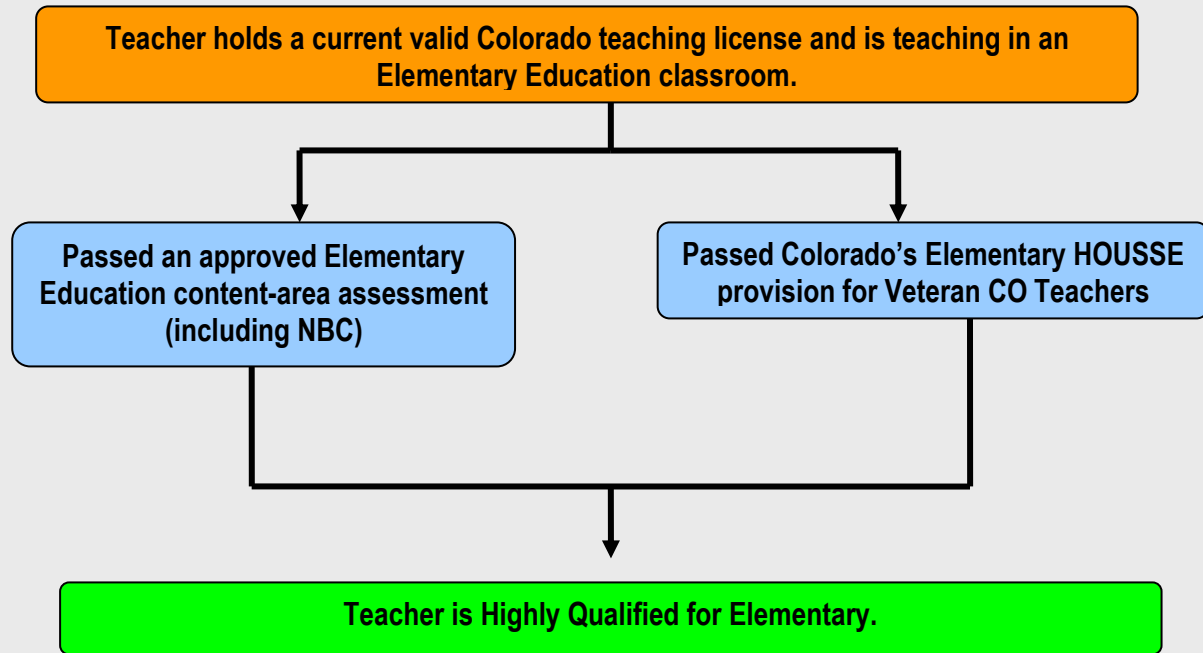 Teacher holds a current valid Colorado teaching license and is teaching in an
Elementary Education classroom.
Passed an approved Elementary
Education content-area assessment
(including NBC)
Passed Colorado’s Elementary HOUSSE
provision for Veteran CO Teachers
Teacher is Highly Qualified for Elementary.